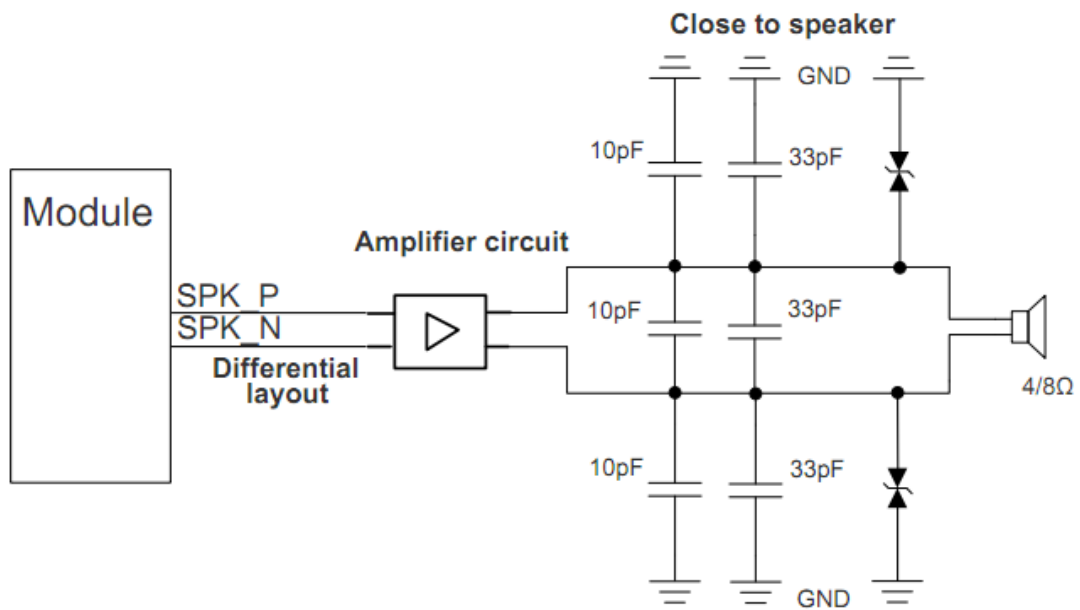 Close to speaker
GND
10pF
33pF
Module
Amplifier circuit
SPK_P
10pF
33pF
SPK_N
Differential
layout
4/8Ω
10pF
33pF
GND